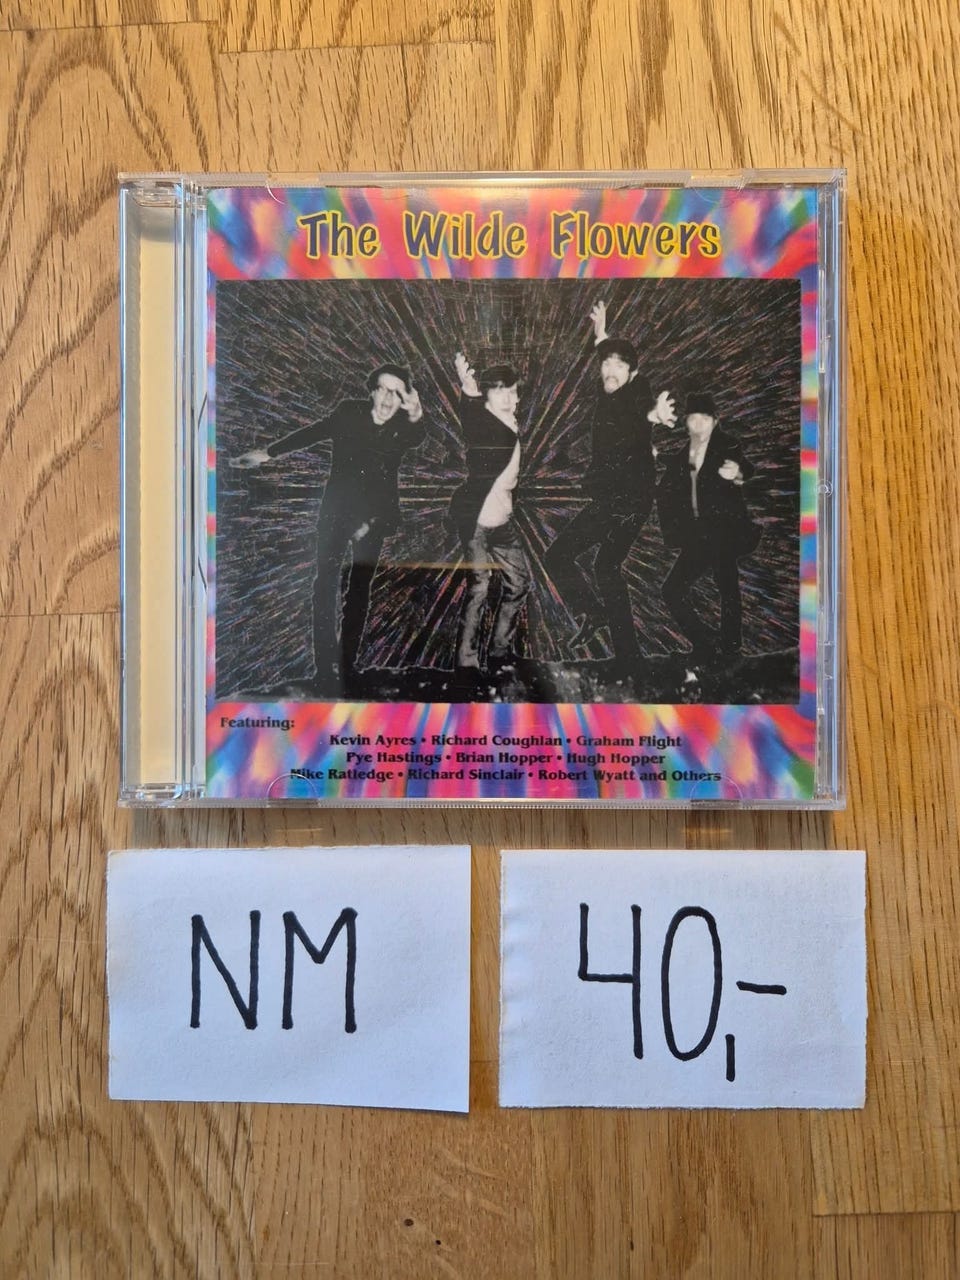 The Wilde Flowers
Featuring:
Kevin Ayres • Richard Coughlan • Graham Flight
Pye Hastings • Brian Hopper • Hugh Hopper
Mike Ratledge • Richard Sinclair • Robert Wyatt and Others
NM
40,-